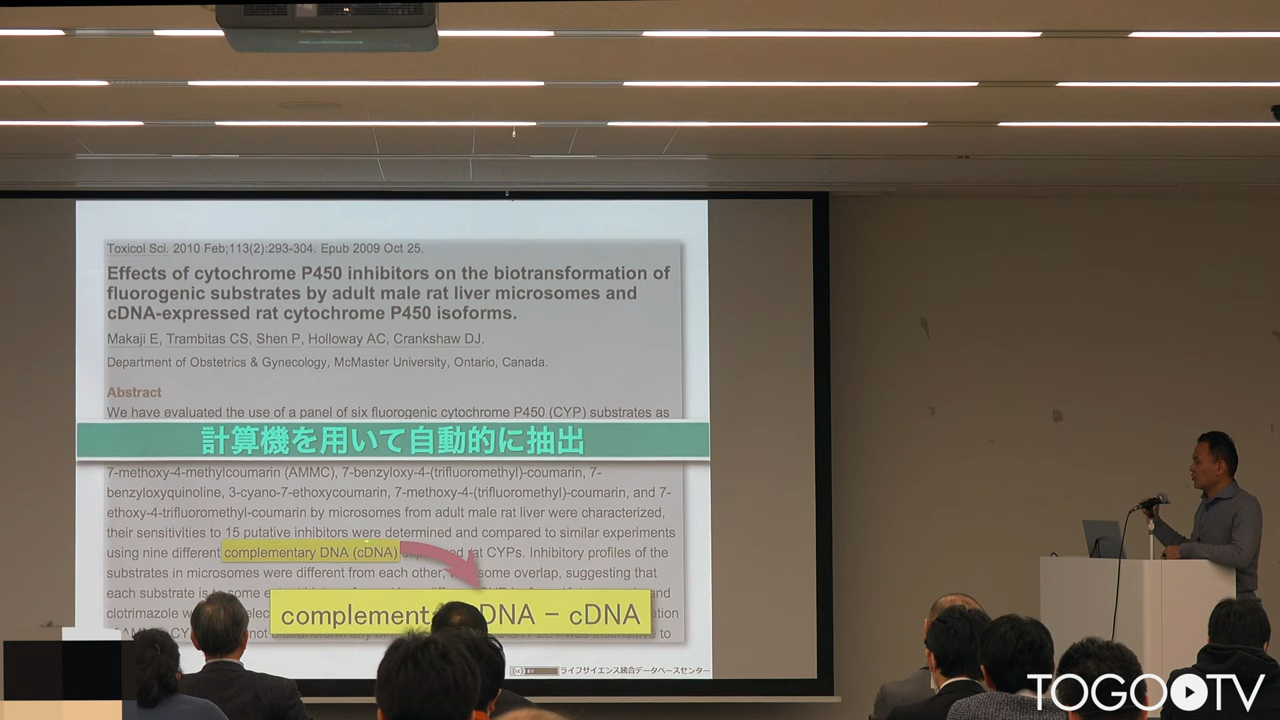 Toxicol Sci. 2010 Feb;113(2):293-304. Epub 2009 Oct 25.
Effects of cytochrome P450 inhibitors on the biotransformation of
fluorogenic substrates by adult male rat liver microsomes and
cDNA-expressed rat cytochrome P450 isoforms.
Makaji E, Trambitas CS, Shen P, Holloway AC, Crankshaw DJ.
Department of Obstetrics & Gynecology, McMaster University, Ontario, Canada.
Abstract
We have evaluated the use of a panel of six fluorogenic cytochrome P450 (CYP) substrates as
計算機を用いて自動的に抽出
7-methoxy-4-methylcoumarin (AMMC), 7-benzyloxy-4-(trifluoromethyl)-coumarin, 7-
benzyloxyquinoline, 3-cyano-7-ethoxycoumarin, 7-methoxy-4-(trifluoromethyl)-coumarin, and 7-
ethoxy-4-trifluoromethyl-coumarin by microsomes from adult male rat liver were characterized,
their sensitivities to 15 putative inhibitors were determined and compared to similar experiments
using nine different complementary DNA (cDNA) rat CYPs. Inhibitory profiles of the
substrates in microsomes were different from each other, some overlap, suggesting that
each substrate is some and
clotrimazole
complement DNA – cDNA
not to
cc BY ライフサイエンス統合データベースセンター
TOGO TV